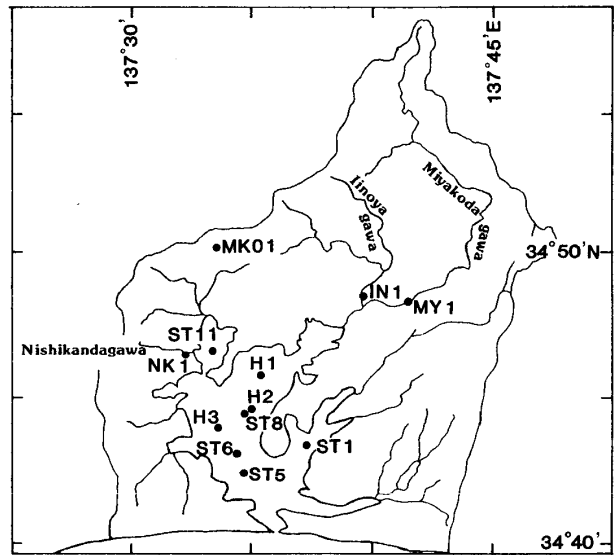 137°30'
137°45'E
Iinoya
gawa
Miyakoda
gawa
MK01
34°50'N
IN1
MY1
ST11
Nishikandagawa
NK1
H1
H2
H3
ST8
ST6
ST1
ST5
34°40'